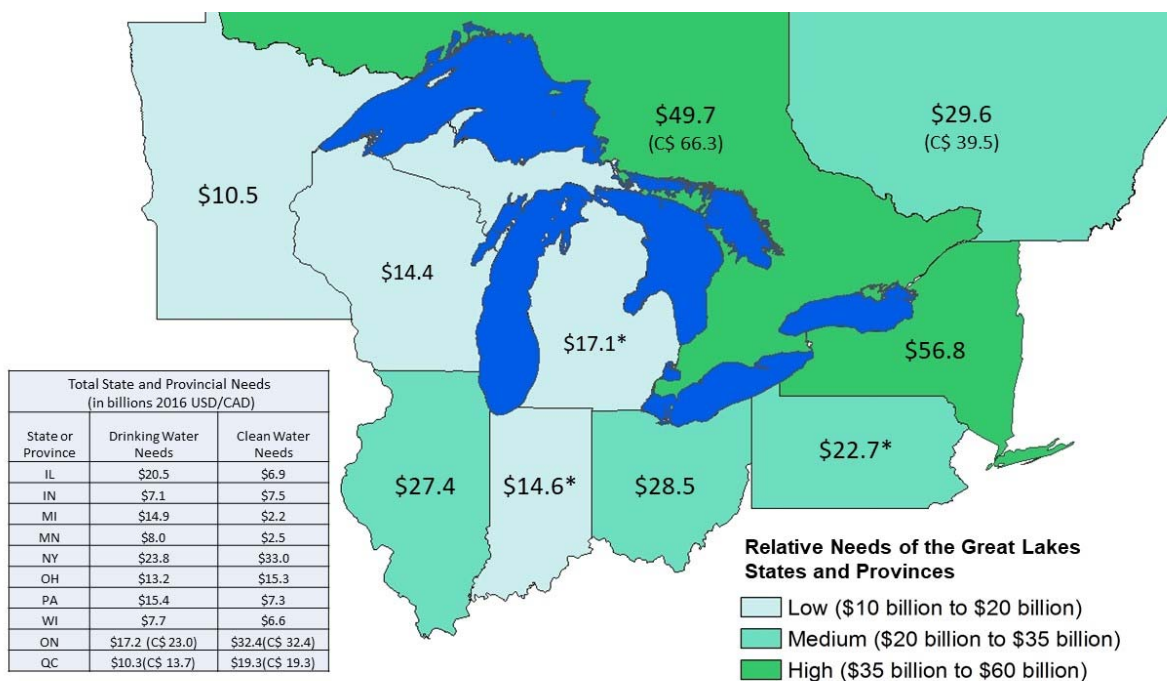 $49.7
(C$ 66.3)
$29.6
(C$ 39.5)
$10.5
$14.4
$17.1*
$56.8
$22.7*
$27.4
$14.6*
$28.5
Total State and Provincial Needs
(in billions 2016 USD/CAD)
State or Province Drinking Water Needs Clean Water Needs
IL $20.5 $6.9
IN $7.1 $7.5
MI $14.9 $2.2
MN $8.0 $2.5
NY $23.8 $33.0
OH $13.2 $15.3
PA $15.4 $7.3
WI $7.7 $6.6
ON $17.2 (C$ 23.0) $32.4(C$ 32.4)
QC $10.3(C$ 13.7) $19.3(C$ 19.3)
Relative Needs of the Great Lakes
States and Provinces
Low ($10 billion to $20 billion)
Medium ($20 billion to $35 billion)
High ($35 billion to $60 billion)